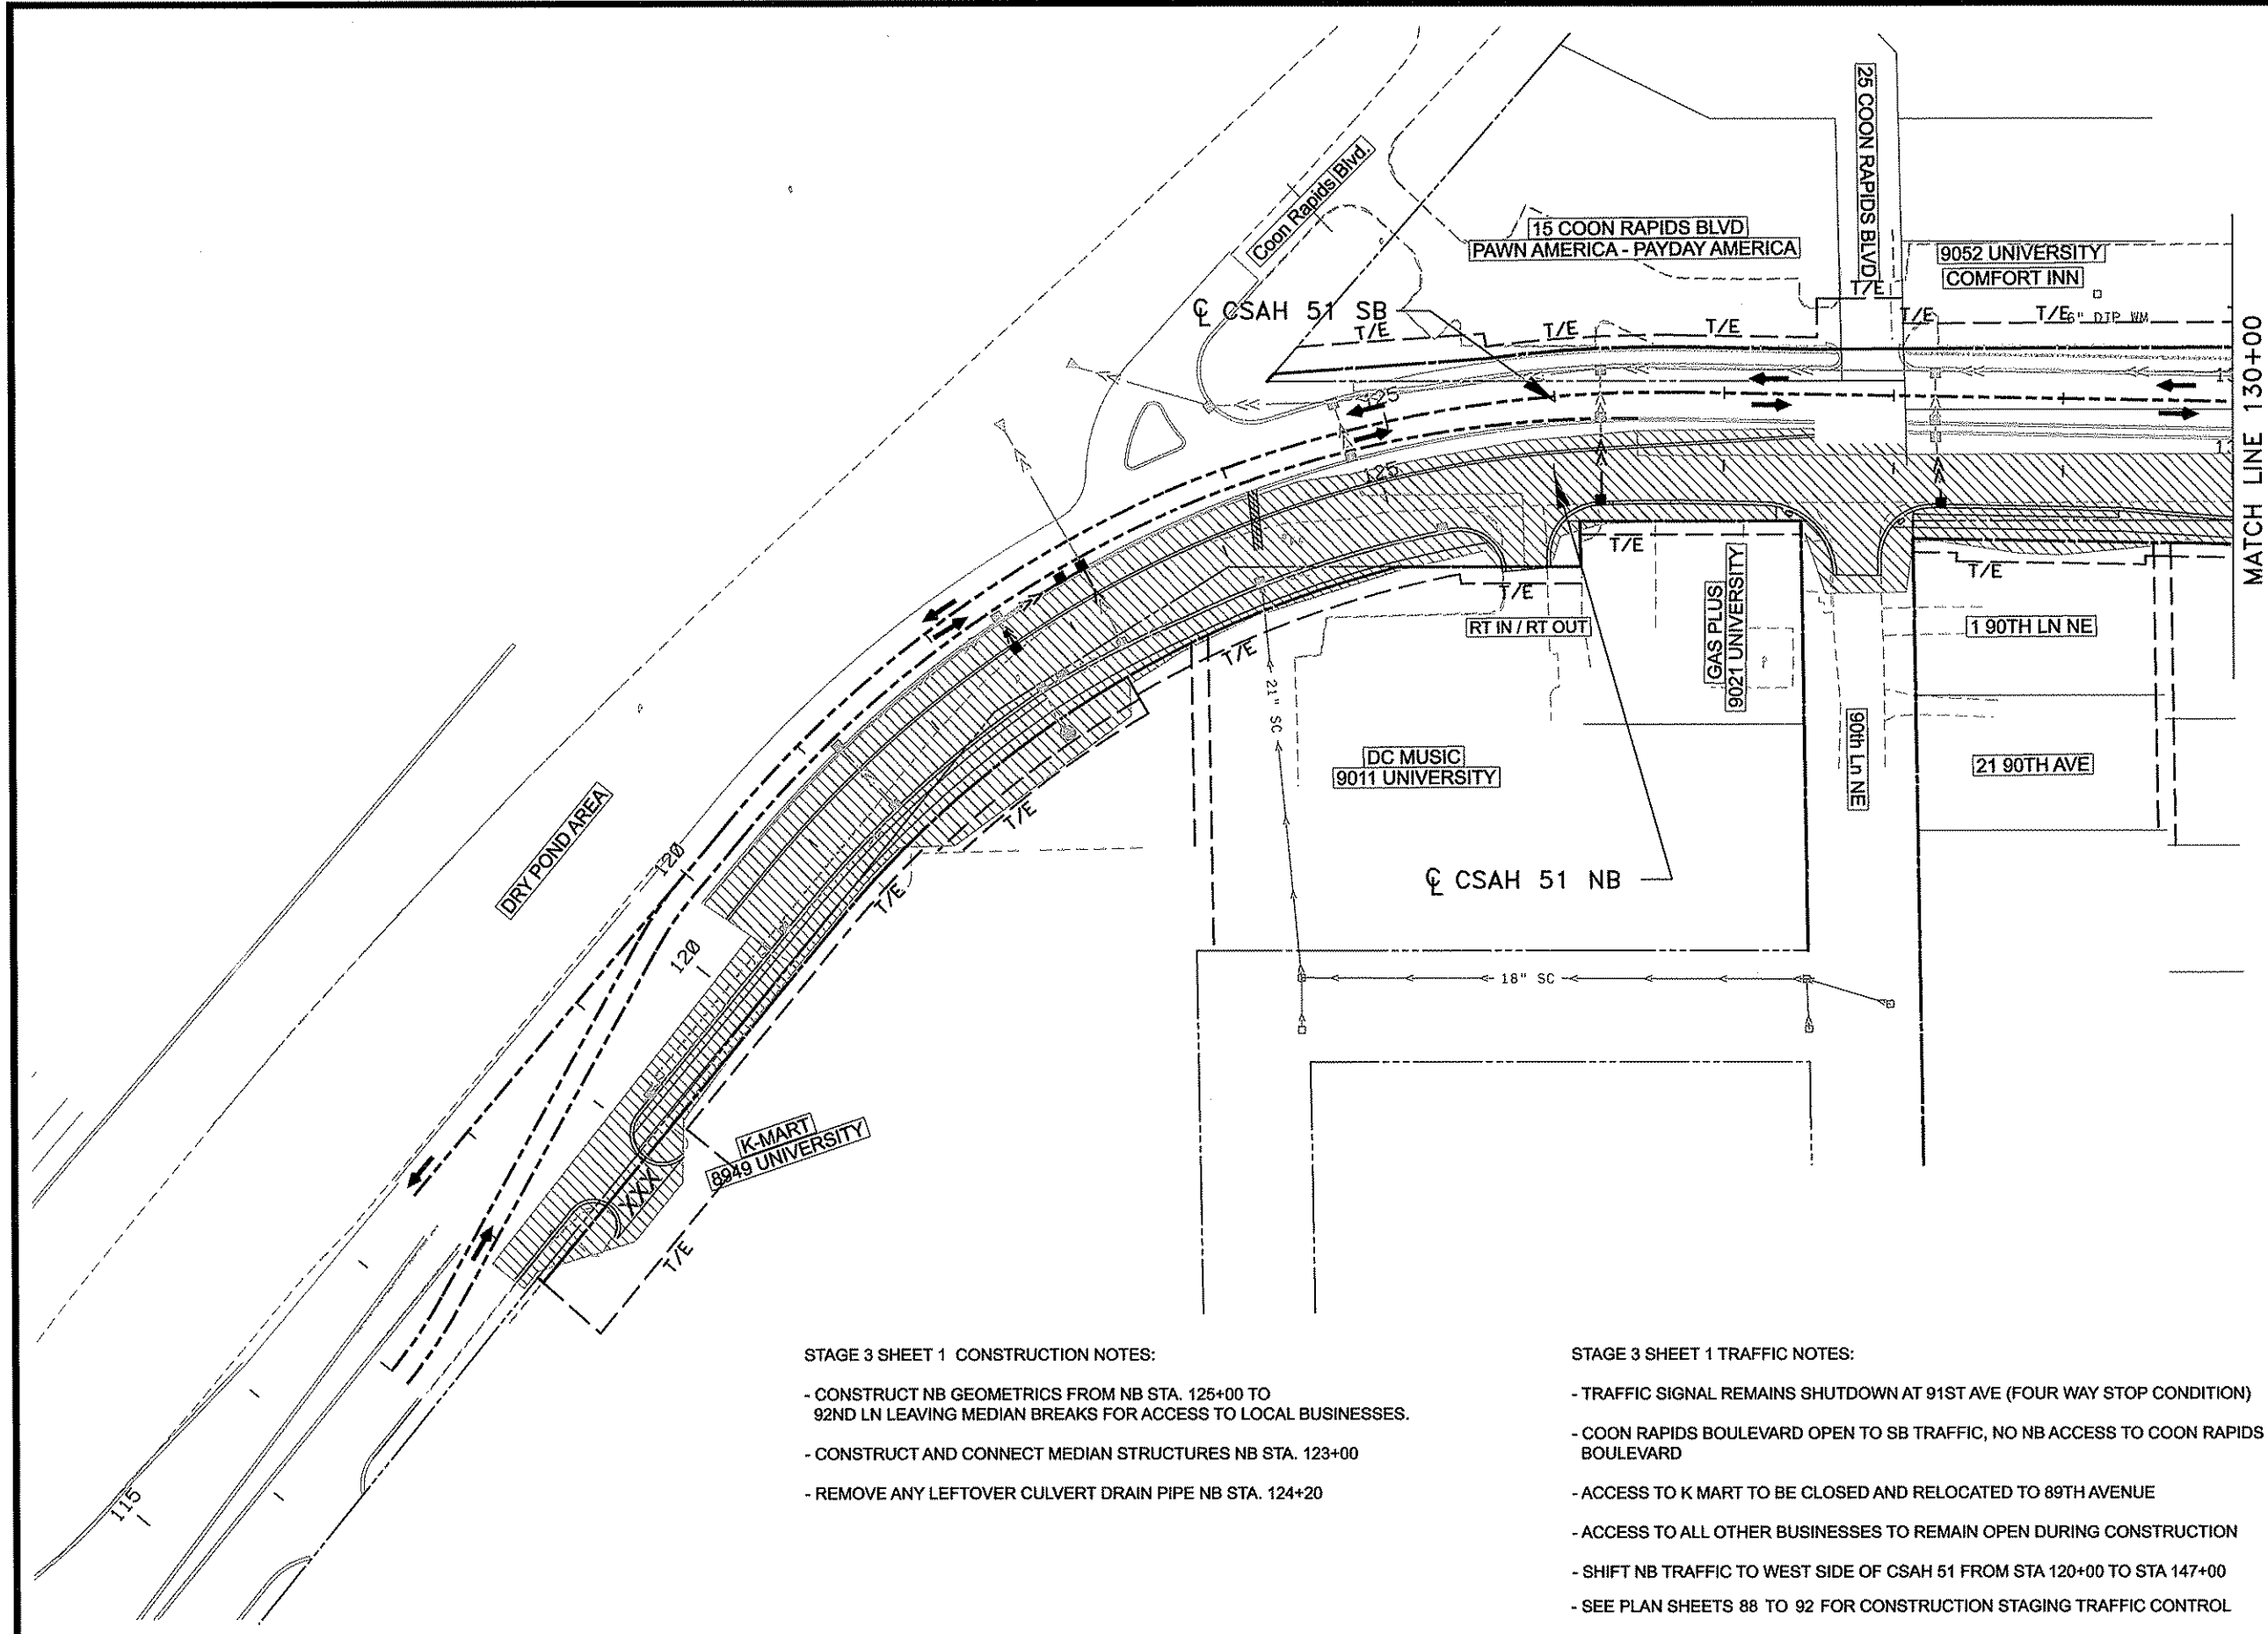 25 COON RAPIDS BLVD
Coon Rapids Blvd.
15 COON RAPIDS BLVD
PAWN AMERICA - PAYDAY AMERICA
9052 UNIVERSITY
COMFORT INN
T/E
℄ CSAH 51 SB
T/E
T/E
T/E
T/E
T/E
6" DIP WM
MATCH LINE 130+00
125
125
T/E
T/E
T/E
RT IN / RT OUT
GAS PLUS
9021 UNIVERSITY
1 90TH LN NE
T/E
21" SC
DC MUSIC
9011 UNIVERSITY
90th Ln NE
21 90TH AVE
DRY POND AREA
T/E
120
T/E
℄ CSAH 51 NB
120
18" SC
K-MART
8949 UNIVERSITY
XXX
T/E
115
STAGE 3 SHEET 1 CONSTRUCTION NOTES:
- CONSTRUCT NB GEOMETRICS FROM NB STA. 125+00 TO
92ND LN LEAVING MEDIAN BREAKS FOR ACCESS TO LOCAL BUSINESSES.
- CONSTRUCT AND CONNECT MEDIAN STRUCTURES NB STA. 123+00
- REMOVE ANY LEFTOVER CULVERT DRAIN PIPE NB STA. 124+20
STAGE 3 SHEET 1 TRAFFIC NOTES:
- TRAFFIC SIGNAL REMAINS SHUTDOWN AT 91ST AVE (FOUR WAY STOP CONDITION)
- COON RAPIDS BOULEVARD OPEN TO SB TRAFFIC, NO NB ACCESS TO COON RAPIDS
BOULEVARD
- ACCESS TO K MART TO BE CLOSED AND RELOCATED TO 89TH AVENUE
- ACCESS TO ALL OTHER BUSINESSES TO REMAIN OPEN DURING CONSTRUCTION
- SHIFT NB TRAFFIC TO WEST SIDE OF CSAH 51 FROM STA 120+00 TO STA 147+00
- SEE PLAN SHEETS 88 TO 92 FOR CONSTRUCTION STAGING TRAFFIC CONTROL